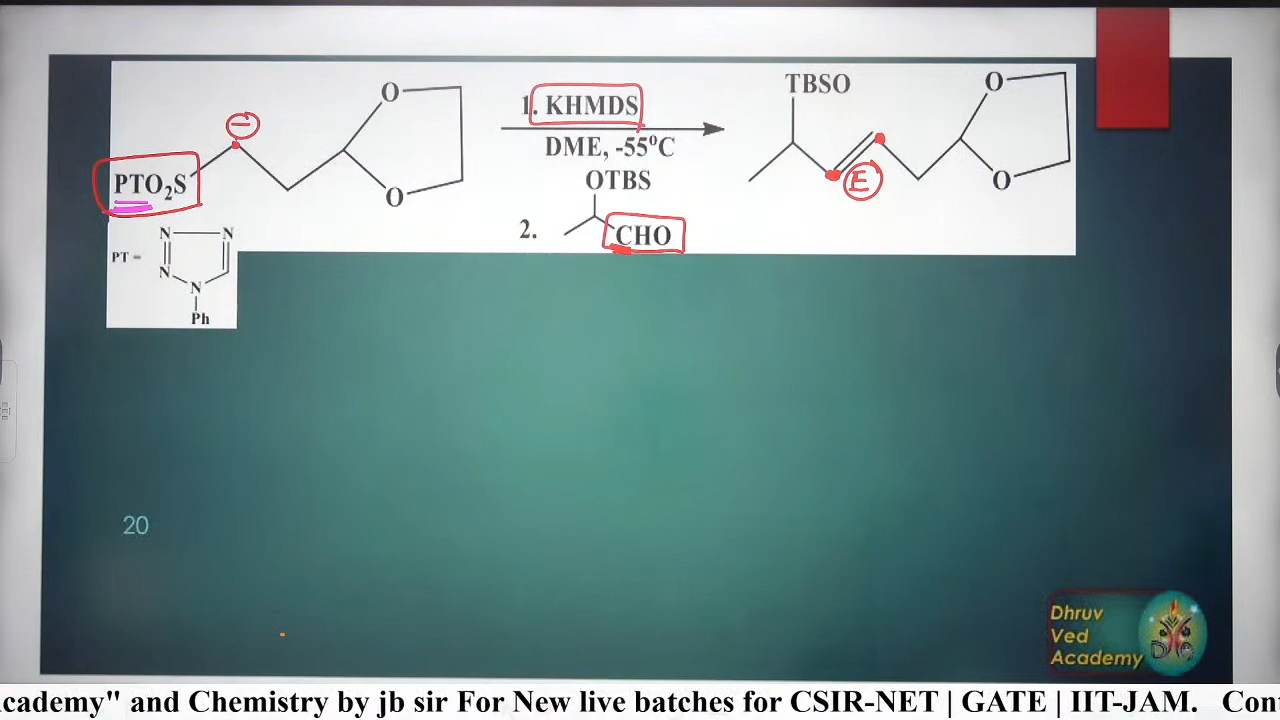 O
1. KHMDS
DME, -55⁰C
OTBS
2.
CHO
TBSO
O
E
PTO₂S
O
O
PT =
N
N
N
N
Ph
20
Dhruv
Ved
Academy
cademy" and Chemistry by jb sir For New live batches for CSIR-NET | GATE | IIT-JAM. Con